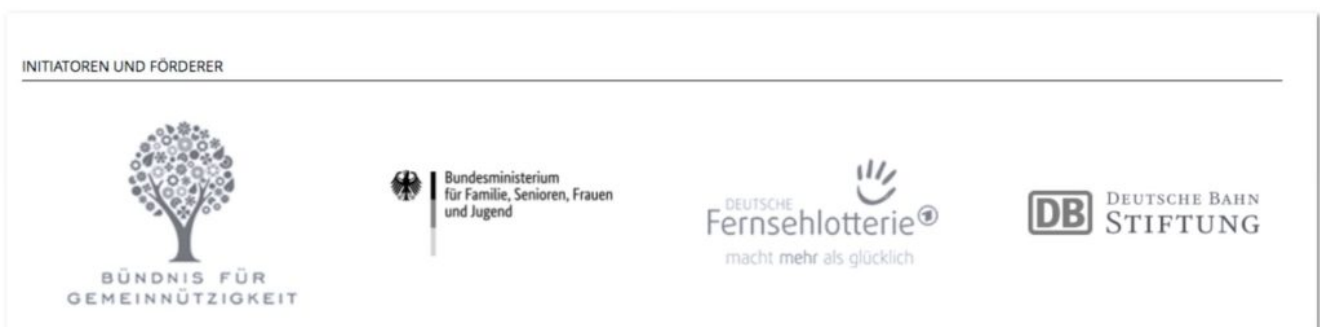 INITIATOREN UND FÖRDERER
BÜNDNIS FÜR
GEMEINNÜTZIGKEIT
Bundesministerium
für Familie, Senioren, Frauen
und Jugend
DEUTSCHE
Fernsehlotterie
macht mehr als glücklich
DB
DEUTSCHE BAHN
STIFTUNG